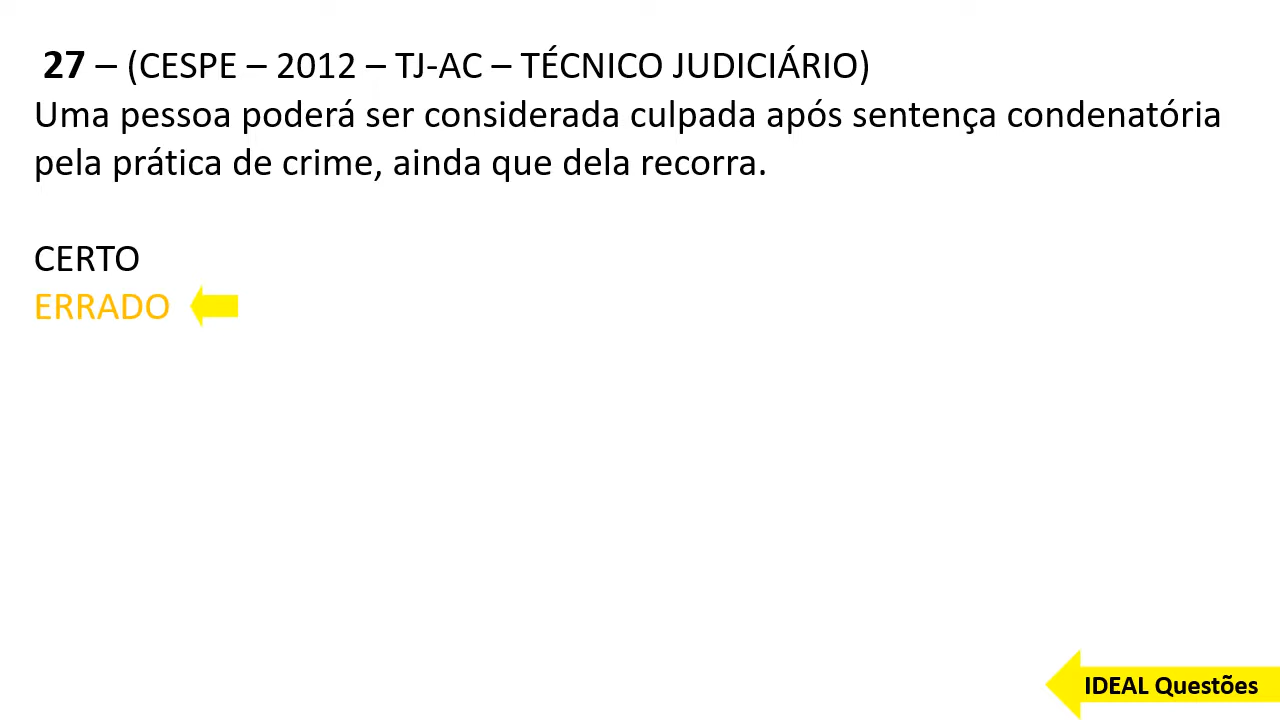 27 – (CESPE – 2012 – TJ-AC – TÉCNICO JUDICIÁRIO)
Uma pessoa poderá ser considerada culpada após sentença condenatória
pela prática de crime, ainda que dela recorra.
CERTO
ERRADO
IDEAL Questões